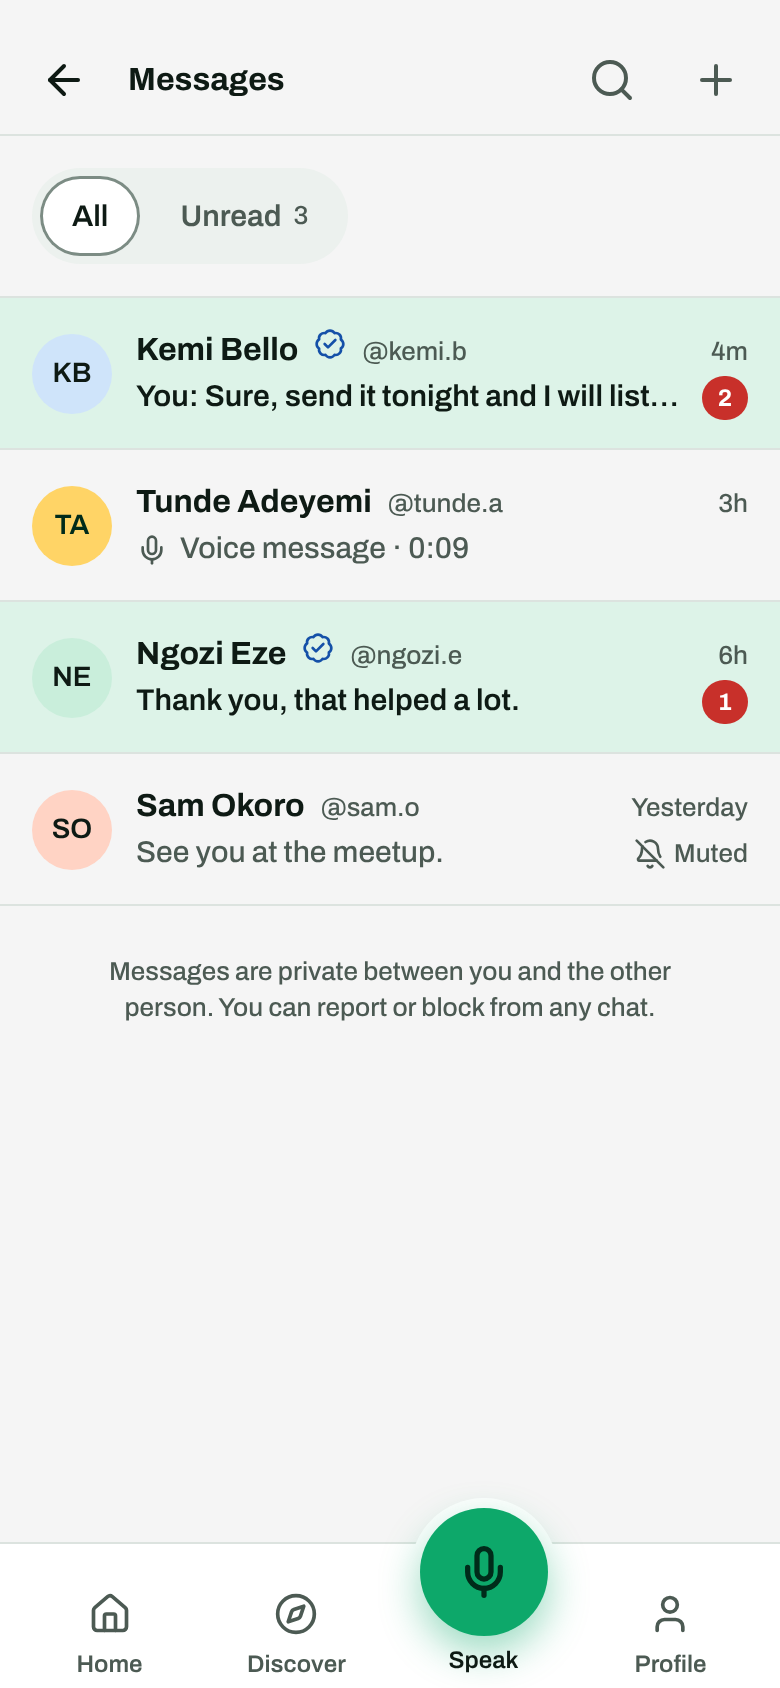 Messages
All Unread 3
KB Kemi Bello @kemi.b 4m
You: Sure, send it tonight and I will list... 2
TA Tunde Adeyemi @tunde.a 3h
Voice message · 0:09
NE Ngozi Eze @ngozi.e 6h
Thank you, that helped a lot. 1
SO Sam Okoro @sam.o Yesterday
See you at the meetup. Muted
Messages are private between you and the other
person. You can report or block from any chat.
Home Discover Speak Profile